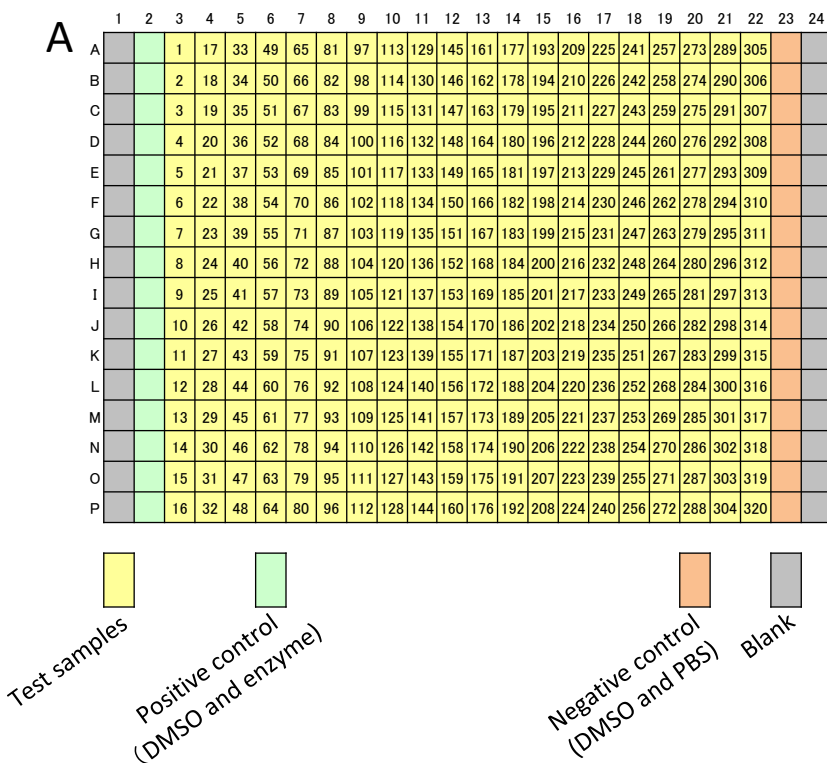 A
1 2 3 4 5 6 7 8 9 10 11 12 13 14 15 16 17 18 19 20 21 22 23 24
A 1 17 33 49 65 81 97 113 129 145 161 177 193 209 225 241 257 273 289 305
B 2 18 34 50 66 82 98 114 130 146 162 178 194 210 226 242 258 274 290 306
C 3 19 35 51 67 83 99 115 131 147 163 179 195 211 227 243 259 275 291 307
D 4 20 36 52 68 84 100 116 132 148 164 180 196 212 228 244 260 276 292 308
E 5 21 37 53 69 85 101 117 133 149 165 181 197 213 229 245 261 277 293 309
F 6 22 38 54 70 86 102 118 134 150 166 182 198 214 230 246 262 278 294 310
G 7 23 39 55 71 87 103 119 135 151 167 183 199 215 231 247 263 279 295 311
H 8 24 40 56 72 88 104 120 136 152 168 184 200 216 232 248 264 280 296 312
I 9 25 41 57 73 89 105 121 137 153 169 185 201 217 233 249 265 281 297 313
J 10 26 42 58 74 90 106 122 138 154 170 186 202 218 234 250 266 282 298 314
K 11 27 43 59 75 91 107 123 139 155 171 187 203 219 235 251 267 283 299 315
L 12 28 44 60 76 92 108 124 140 156 172 188 204 220 236 252 268 284 300 316
M 13 29 45 61 77 93 109 125 141 157 173 189 205 221 237 253 269 285 301 317
N 14 30 46 62 78 94 110 126 142 158 174 190 206 222 238 254 270 286 302 318
O 15 31 47 63 79 95 111 127 143 159 175 191 207 223 239 255 271 287 303 319
P 16 32 48 64 80 96 112 128 144 160 176 192 208 224 240 256 272 288 304 320
Test samples
Positive control
(DMSO and enzyme)
Negative control
(DMSO and PBS)
Blank